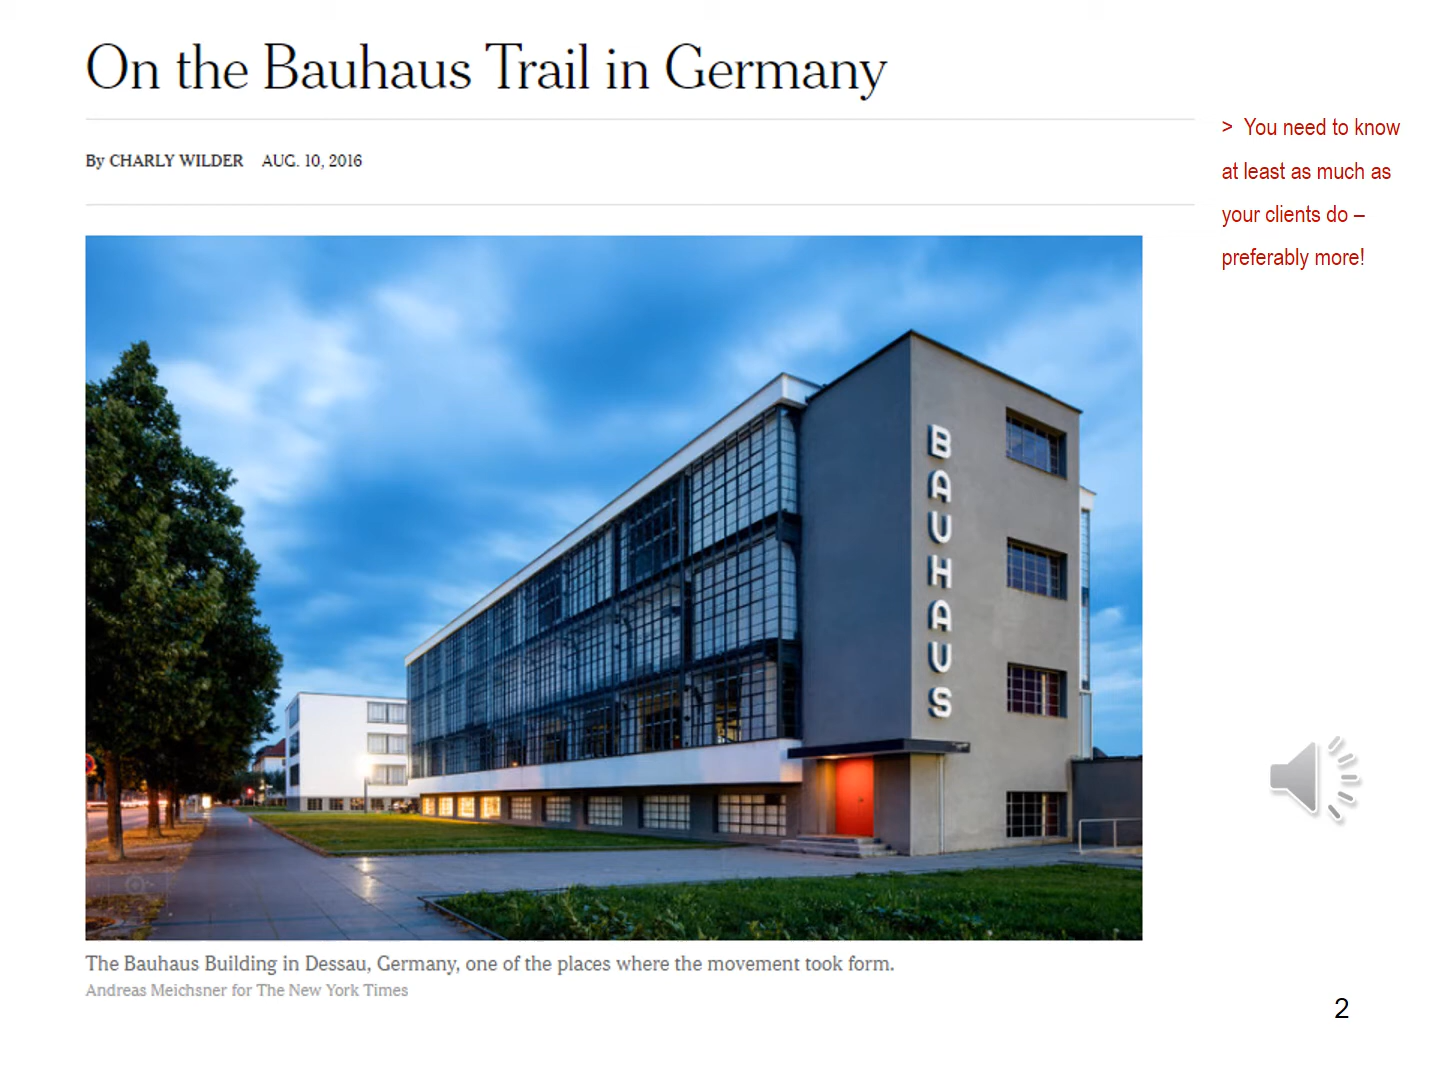 On the Bauhaus Trail in Germany
By CHARLY WILDER AUG. 10, 2016
> You need to know
at least as much as
your clients do –
preferably more!
BAUHAUS
The Bauhaus Building in Dessau, Germany, one of the places where the movement took form.
Andreas Meichsner for The New York Times
2